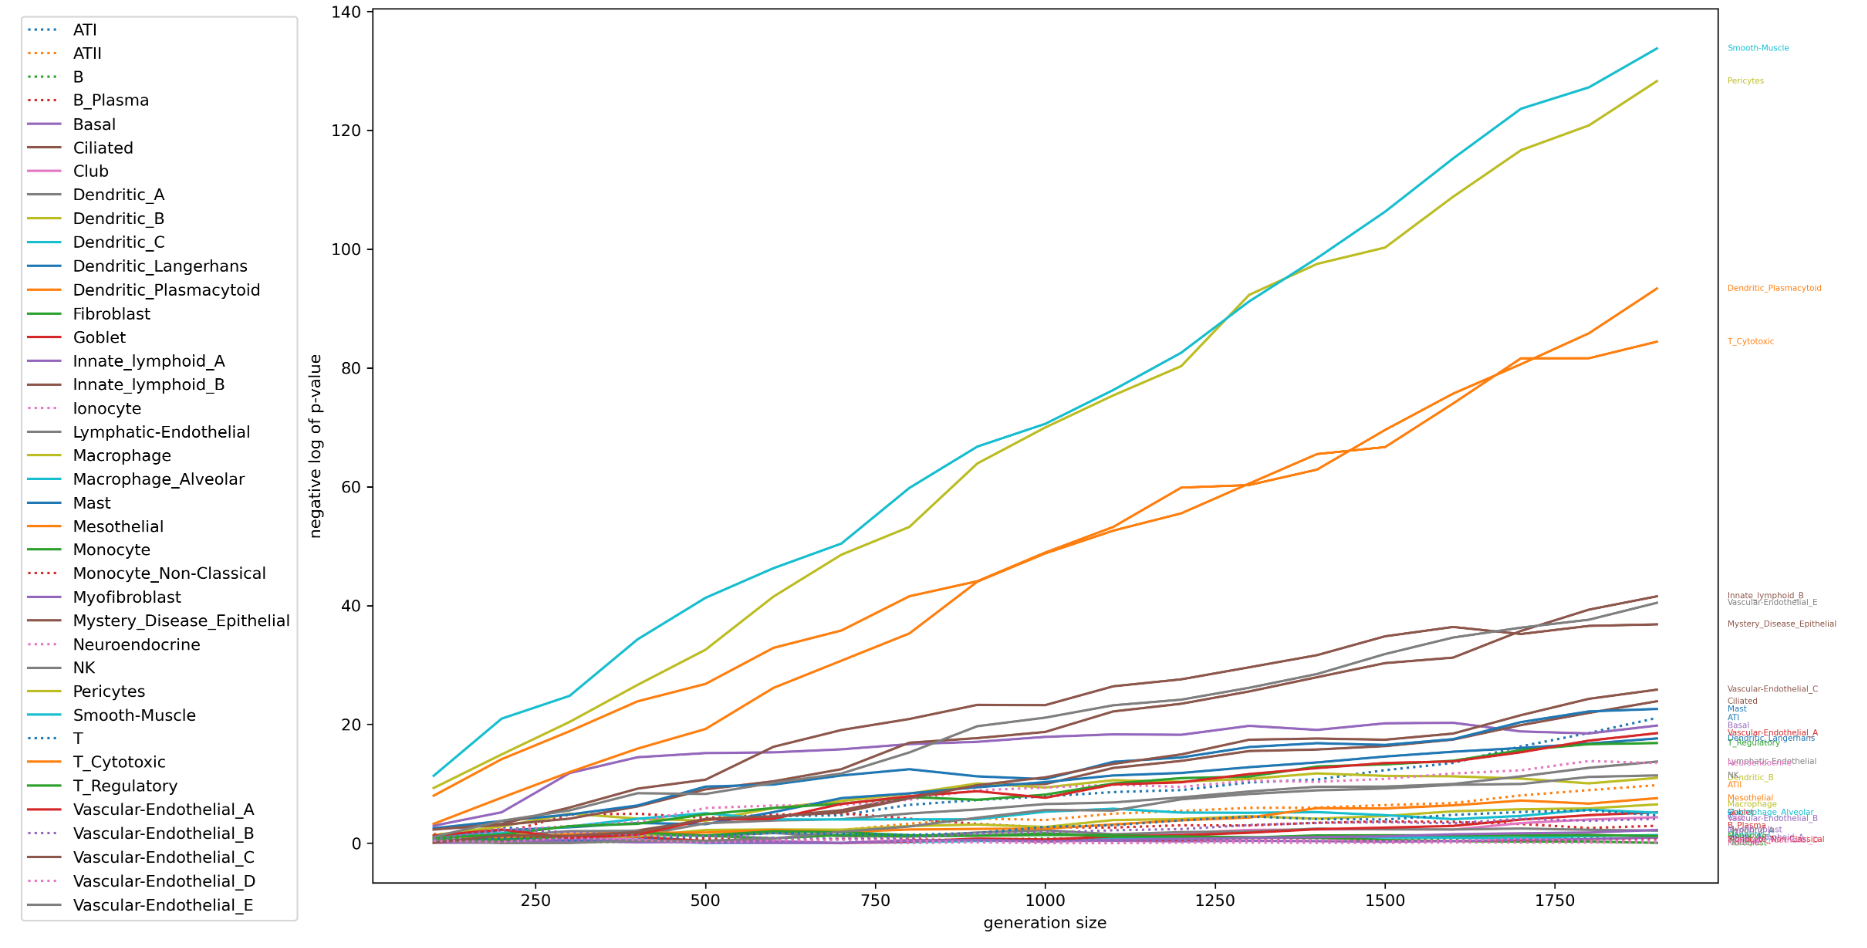 ATI
ATII
B
B_Plasma
Basal
Ciliated
Club
Dendritic_A
Dendritic_B
Dendritic_C
Dendritic_Langerhans
Dendritic_Plasmacytoid
Fibroblast
Goblet
Innate_lymphoid_A
Innate_lymphoid_B
Ionocyte
Lymphatic-Endothelial
Macrophage
Macrophage_Alveolar
Mast
Mesothelial
Monocyte
Monocyte_Non-Classical
Myofibroblast
Mystery_Disease_Epithelial
Neuroendocrine
NK
Pericytes
Smooth-Muscle
T
T_Cytotoxic
T_Regulatory
Vascular-Endothelial_A
Vascular-Endothelial_B
Vascular-Endothelial_C
Vascular-Endothelial_D
Vascular-Endothelial_E
negative log of p-value
140
120
100
80
60
40
20
0
250
500
750
1000
1250
1500
1750
generation size
Smooth-Muscle
Pericytes
Dendritic_Plasmacytoid
T_Cytotoxic
Innate_lymphoid_B
Vascular-Endothelial_E
Mystery_Disease_Epithelial
Vascular-Endothelial_C
Ciliated
Mast
ATI
Basal
Vascular-Endothelial_A
Dendritic_Langerhans
T_Regulatory
Lymphatic-Endothelial
NK
Dendritic_B
ATII
Mesothelial
Macrophage
Macrophage_Alveolar
Vascular-Endothelial_B
B_Plasma